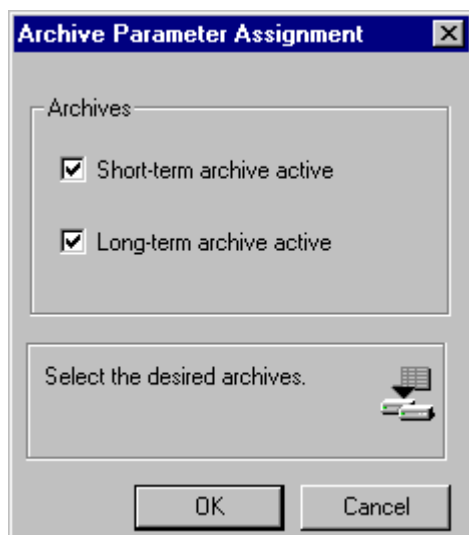 Archive Parameter Assignment
Archives
Short-term archive active
Long-term archive active
Select the desired archives.
OK
Cancel